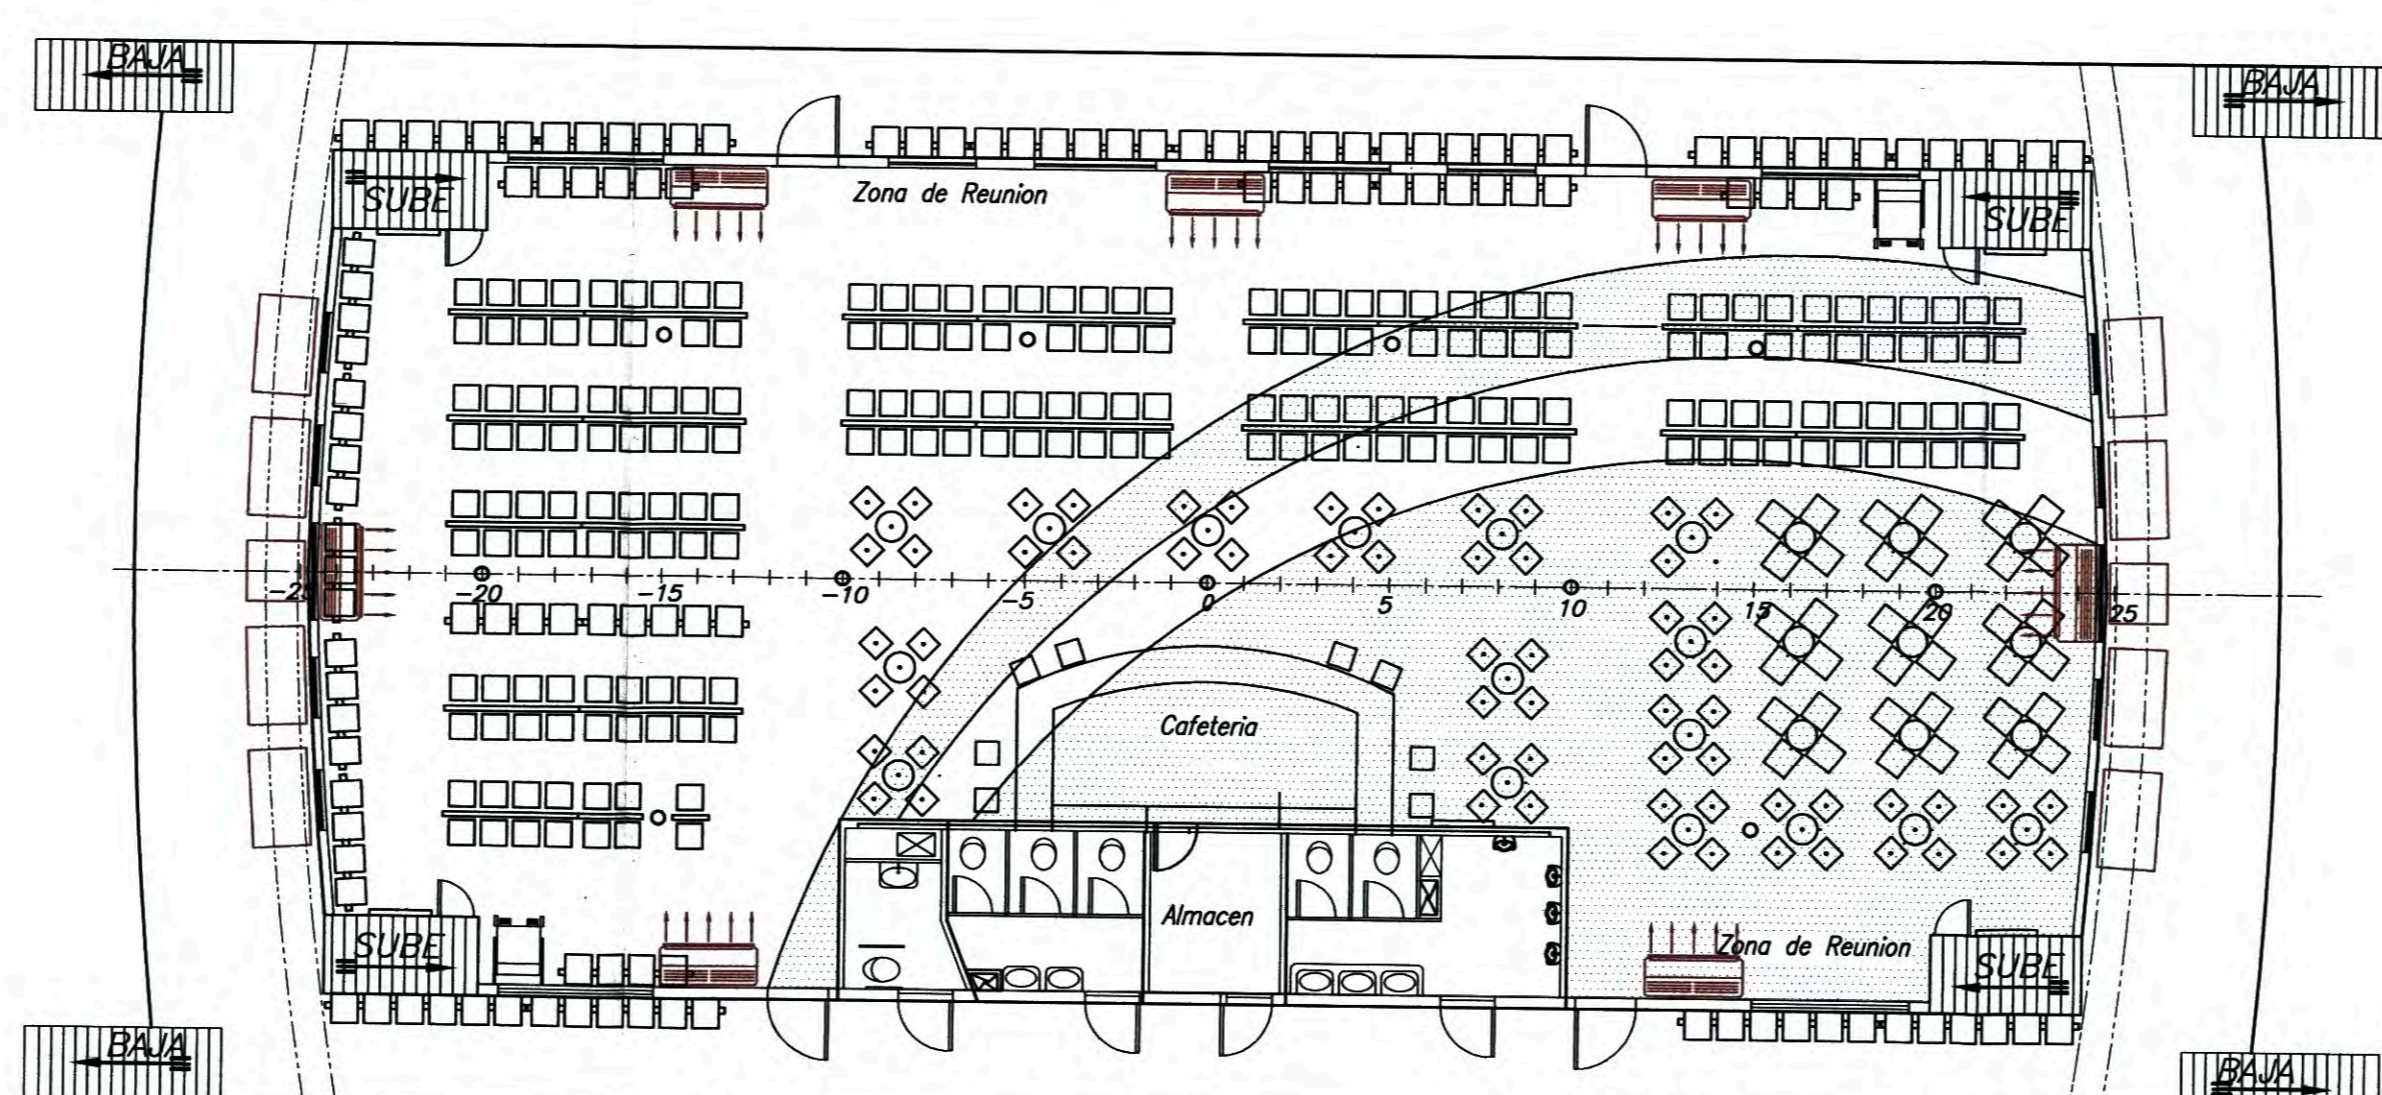 BAJA
BAJA
SUBE
Zona de Reunion
SUBE
-25
-20
-15
-10
-5
0
5
10
15
20
25
Cafeteria
Almacen
SUBE
Zona de Reunion
SUBE
BAJA
BAJA